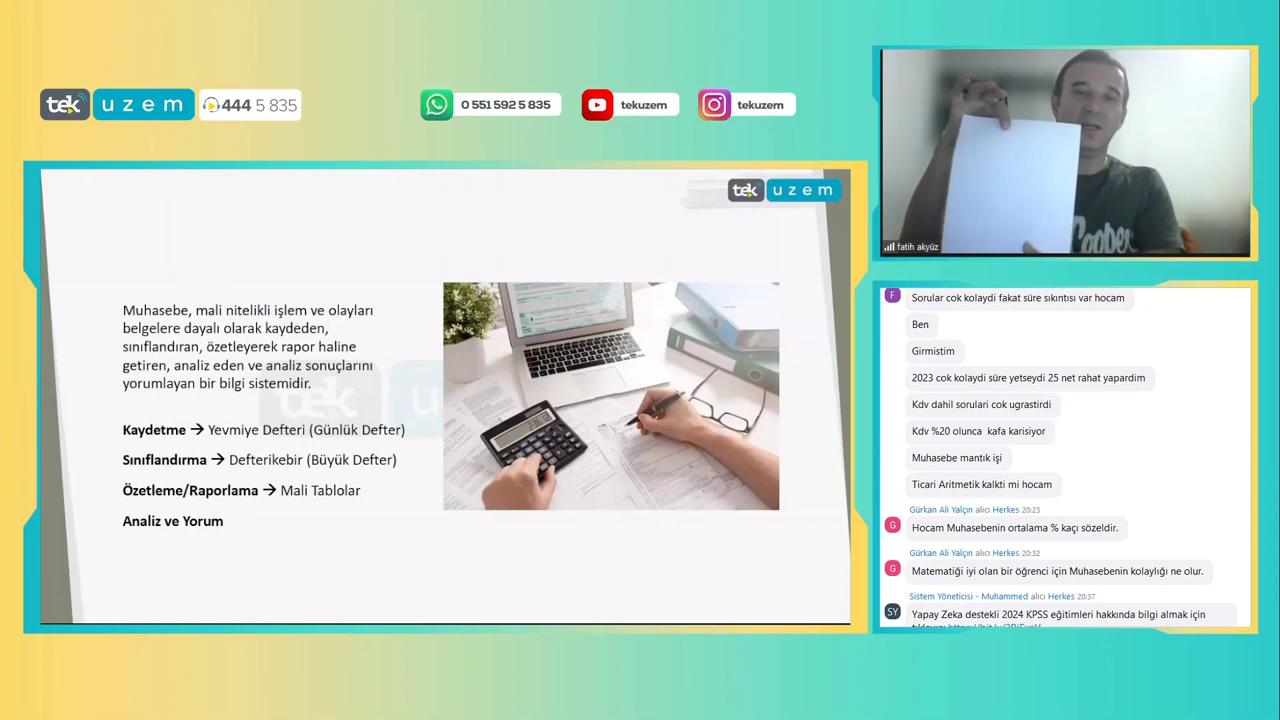 tek uzem 444 5 835
0 551 592 5 835
tekuzem
tekuzem
tek uzem
Muhasebe, mali nitelikli işlem ve olayları
belgelere dayalı olarak kaydeden,
sınıflandıran, özetleyerek rapor haline
getiren, analiz eden ve analiz sonuçlarını
yorumlayan bir bilgi sistemidir.
Kaydetme → Yevmiye Defteri (Günlük Defter)
Sınıflandırma → Defterikebir (Büyük Defter)
Özetleme/Raporlama → Mali Tablolar
Analiz ve Yorum
tek u
fatih akyüz
F
Sorular cok kolaydi fakat süre sıkıntısı var hocam
Ben
Girmistim
2023 cok kolaydi süre yetseydi 25 net rahat yapardim
Kdv dahil sorulari cok ugrastirdi
Kdv %20 olunca kafa karisiyor
Muhasebe mantık işi
Ticari Aritmetik kalkti mi hocam
Gürkan Ali Yalçın alıcı Herkes 20:23
G
Hocam Muhasebenin ortalama % kaçı sözeldir.
Gürkan Ali Yalçın alıcı Herkes 20:32
G
Matematiği iyi olan bir öğrenci için Muhasebenin kolaylığı ne olur.
Sistem Yöneticisi - Muhammed alıcı Herkes 20:37
SY
Yapay Zeka destekli 2024 KPSS eğitimleri hakkında bilgi almak için